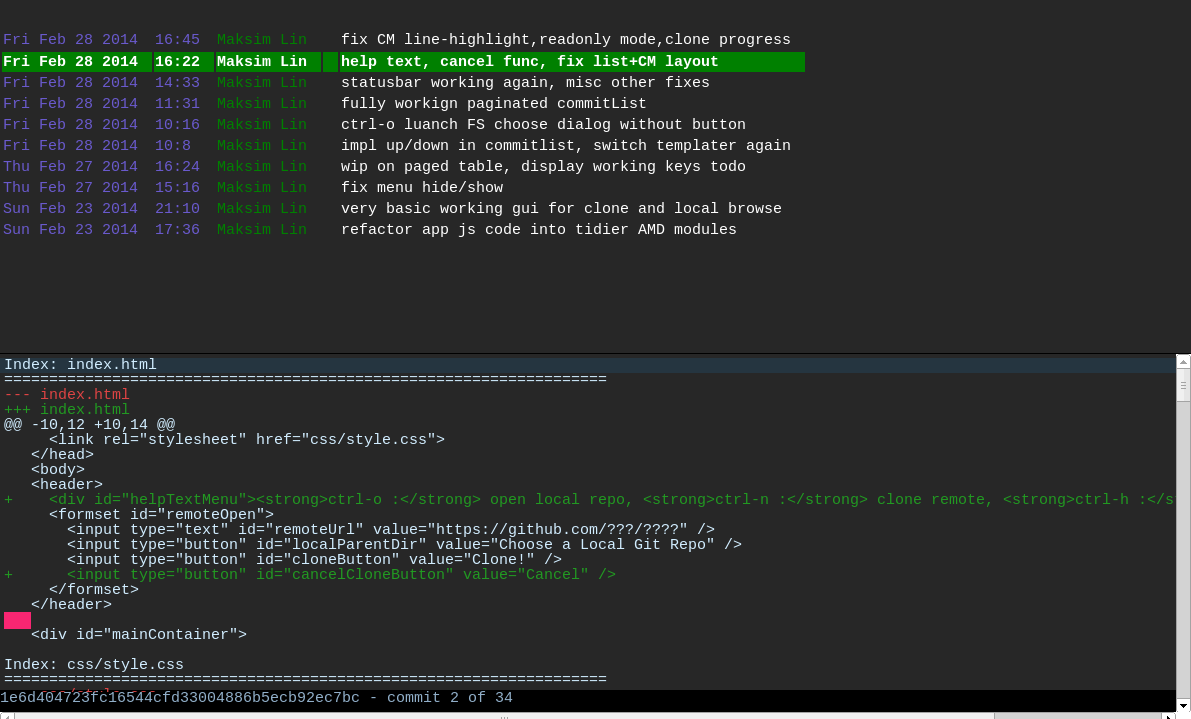 Fri Feb 28 2014 16:45 Maksim Lin fix CM line-highlight,readonly mode,clone progress
Fri Feb 28 2014 16:22 Maksim Lin help text, cancel func, fix list+CM layout
Fri Feb 28 2014 14:33 Maksim Lin statusbar working again, misc other fixes
Fri Feb 28 2014 11:31 Maksim Lin fully workign paginated commitList
Fri Feb 28 2014 10:16 Maksim Lin ctrl-o luanch FS choose dialog without button
Fri Feb 28 2014 10:8 Maksim Lin impl up/down in commitlist, switch templater again
Thu Feb 27 2014 16:24 Maksim Lin wip on paged table, display working keys todo
Thu Feb 27 2014 15:16 Maksim Lin fix menu hide/show
Sun Feb 23 2014 21:10 Maksim Lin very basic working gui for clone and local browse
Sun Feb 23 2014 17:36 Maksim Lin refactor app js code into tidier AMD modules
Index: index.html
===================================================================
--- index.html
+++ index.html
@@ -10,12 +10,14 @@
<link rel="stylesheet" href="css/style.css">
</head>
<body>
<header>
+ <div id="helpTextMenu"><strong>ctrl-o :</strong> open local repo, <strong>ctrl-n :</strong> clone remote, <strong>ctrl-h :</s
<formset id="remoteOpen">
<input type="text" id="remoteUrl" value="https://github.com/???/????" />
<input type="button" id="localParentDir" value="Choose a Local Git Repo" />
<input type="button" id="cloneButton" value="Clone!" />
+ <input type="button" id="cancelCloneButton" value="Cancel" />
</formset>
</header>
<div id="mainContainer">
Index: css/style.css
===================================================================
1e6d404723fc16544cfd33004886b5ecb92ec7bc - commit 2 of 34